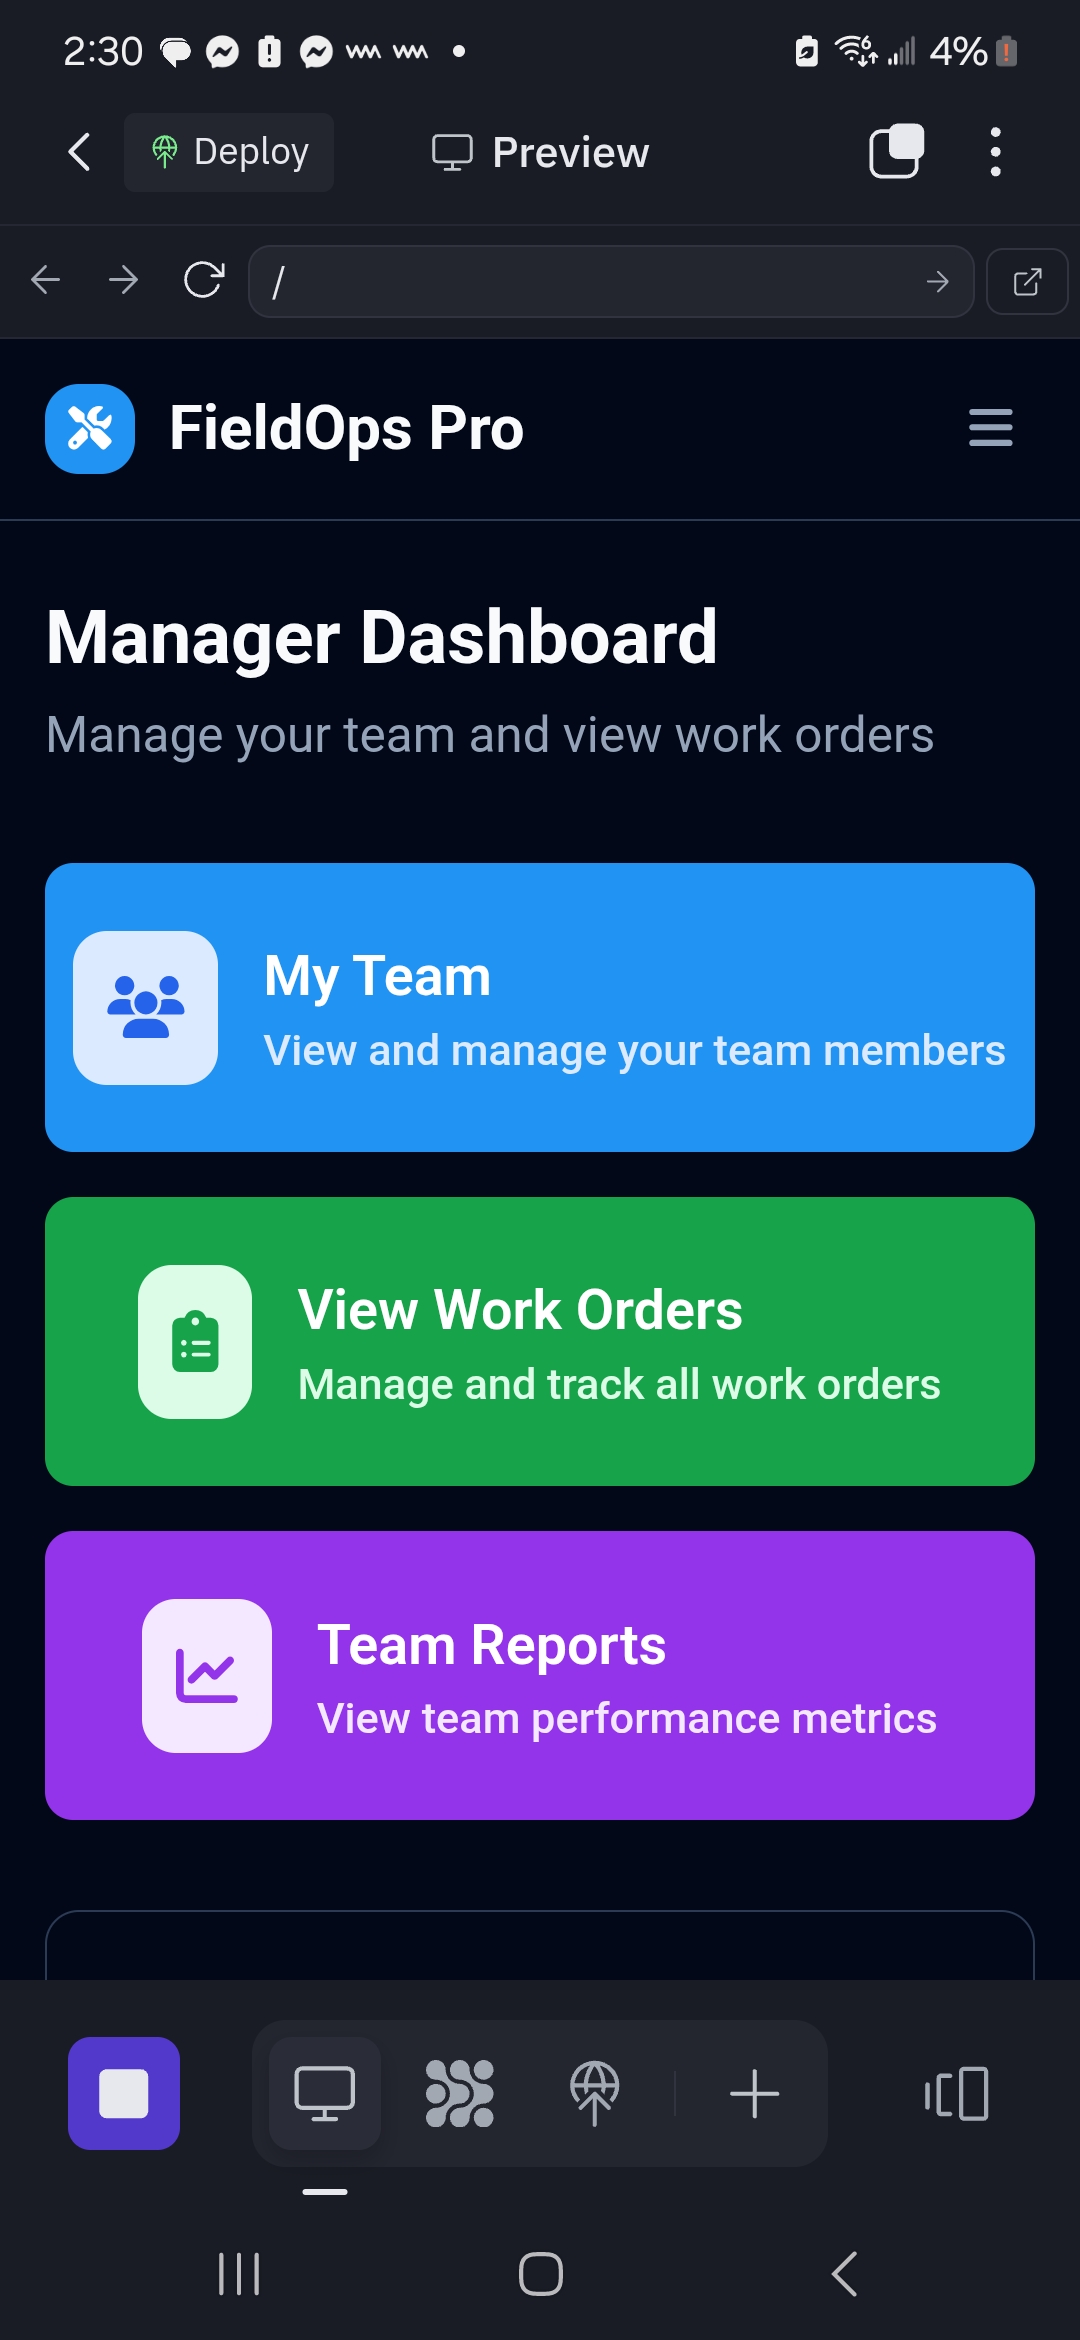 2:30
4%
Deploy
Preview
/
FieldOps Pro
Manager Dashboard
Manage your team and view work orders
My Team
View and manage your team members
View Work Orders
Manage and track all work orders
Team Reports
View team performance metrics